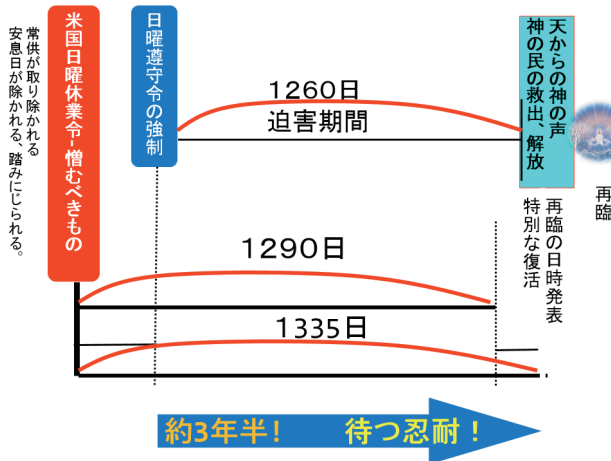 常供が取り除かれる
安息日が除かれる、踏みにじられる。
米国日曜休業令-憎むべきもの
日曜遵守令の強制
1260日
迫害期間
天からの神の声
神の民の救出、解放
再臨
再臨の日時発表
特別な復活
1290日
1335日
約3年半! 待つ忍耐！